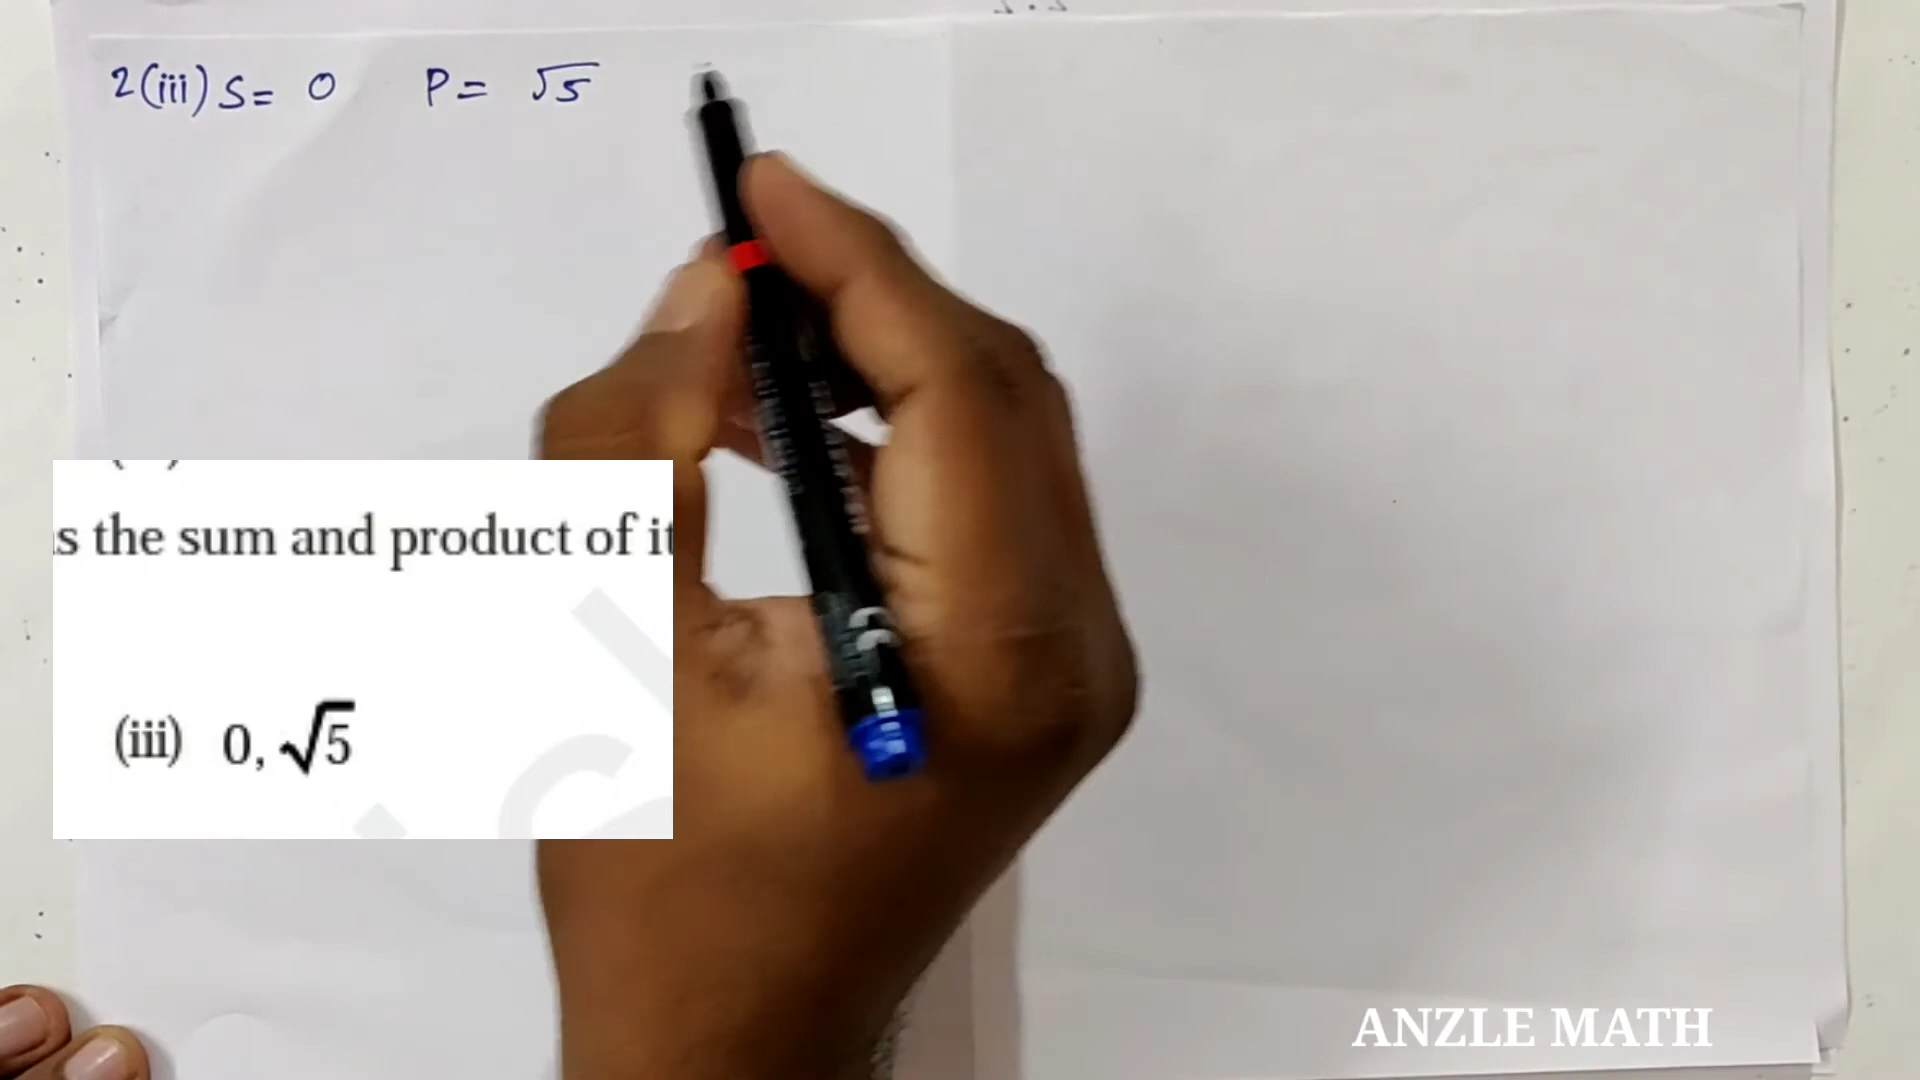 2(iii) S= 0 P= √5
s the sum and product of it
(iii) 0, √5
ANZLE MATH